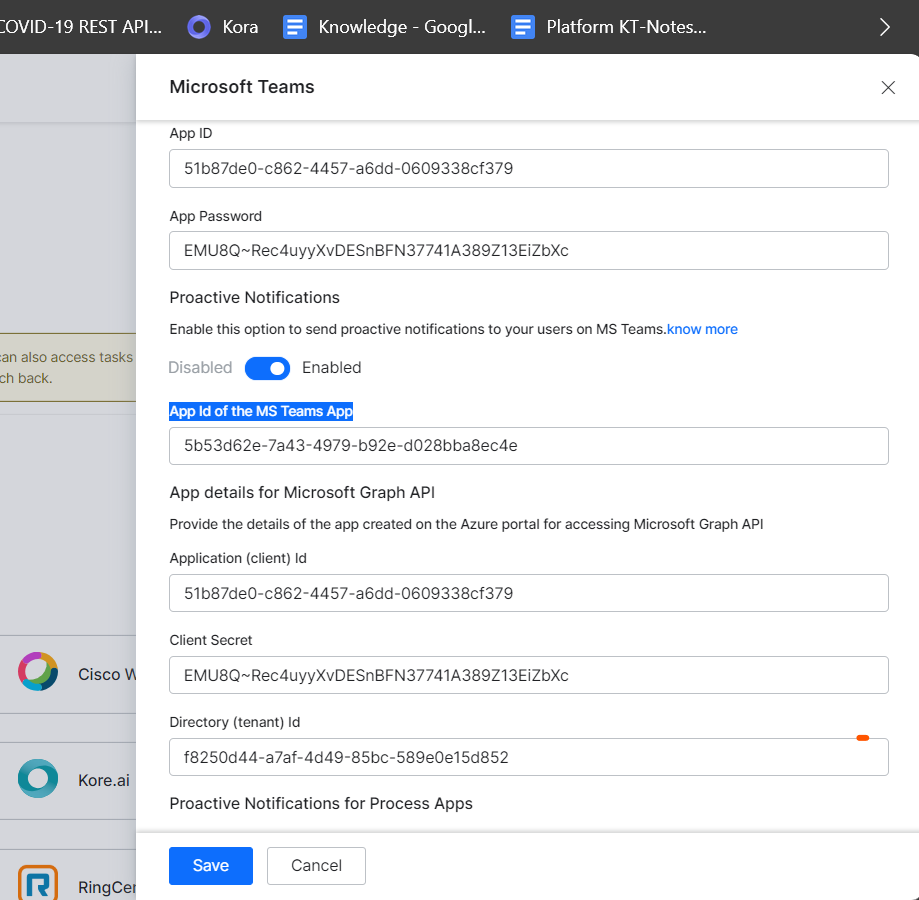 COVID-19 REST API...
Kora
Knowledge - Googl...
Platform KT-Notes...
Microsoft Teams
App ID
51b87de0-c862-4457-a6dd-0609338cf379
App Password
EMU8Q~Rec4uyyXvDESnBFN37741A389Z13EiZbXc
Proactive Notifications
Enable this option to send proactive notifications to your users on MS Teams.know more
can also access tasks
ch back.
Disabled
Enabled
App Id of the MS Teams App
5b53d62e-7a43-4979-b92e-d028bba8ec4e
App details for Microsoft Graph API
Provide the details of the app created on the Azure portal for accessing Microsoft Graph API
Application (client) Id
51b87de0-c862-4457-a6dd-0609338cf379
Client Secret
EMU8Q~Rec4uyyXvDESnBFN37741A389Z13EiZbXc
Cisco W
Directory (tenant) Id
f8250d44-a7af-4d49-85bc-589e0e15d852
Kore.ai
Proactive Notifications for Process Apps
Save
Cancel
RingCen